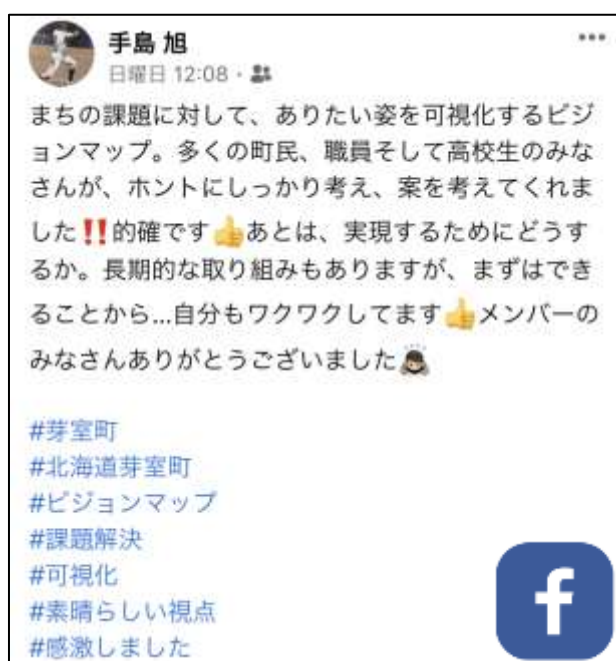 手島 旭
日曜日 12:08・
まちの課題に対して、ありたい姿を可視化するビジ
ョンマップ。多くの町民、職員そして高校生のみな
さんが、ホントにしっかり考え、案を考えてくれま
した‼️的確です👍あとは、実現するためにどうす
るか。長期的な取り組みもありますが、まずはでき
ることから...自分もワクワクしてます👍メンバーの
みなさんありがとうございました🙇
#芽室町
#北海道芽室町
#ビジョンマップ
#課題解決
#可視化
#素晴らしい視点
#感激しました
f